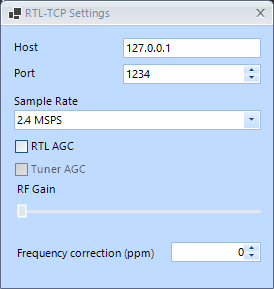 RTL-TCP Settings
Host 127.0.0.1
Port 1234
Sample Rate
2.4 MSPS
RTL AGC
Tuner AGC
RF Gain
Frequency correction (ppm) 0